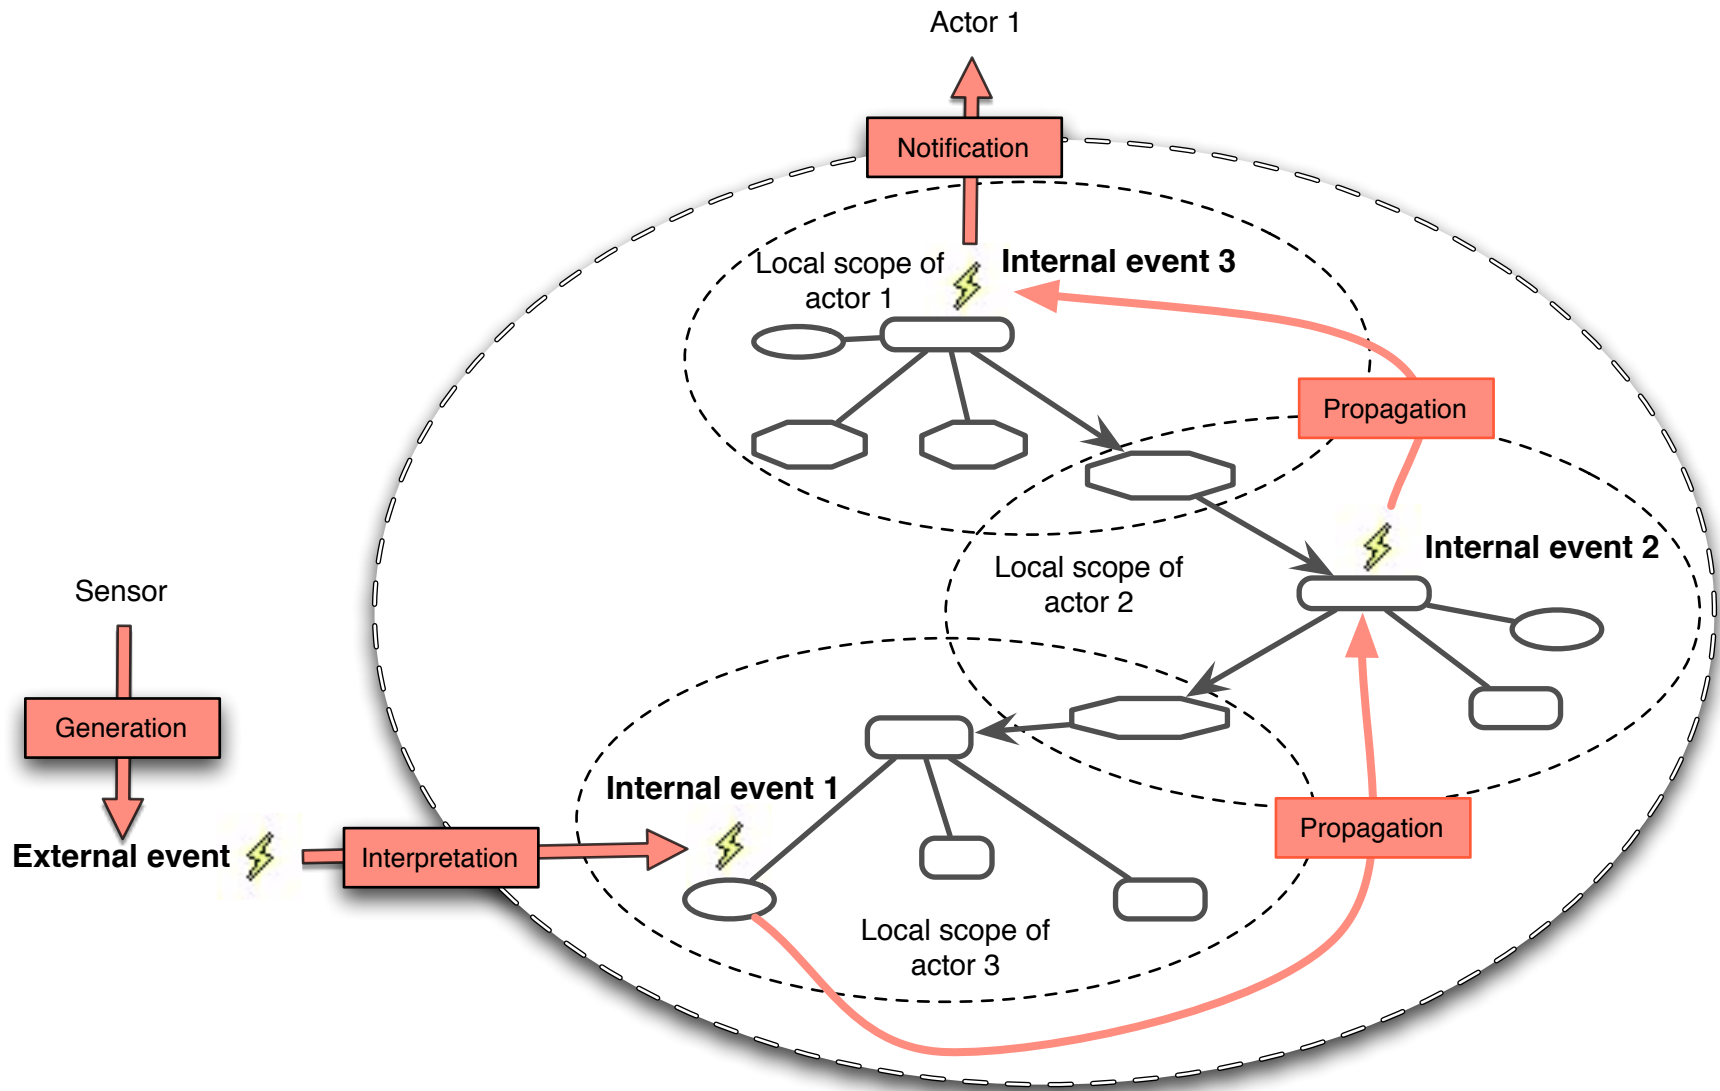 Actor 1
Notification
Local scope of
actor 1
Internal event 3
Propagation
Internal event 2
Local scope of
actor 2
Sensor
Generation
External event
Interpretation
Internal event 1
Propagation
Local scope of
actor 3